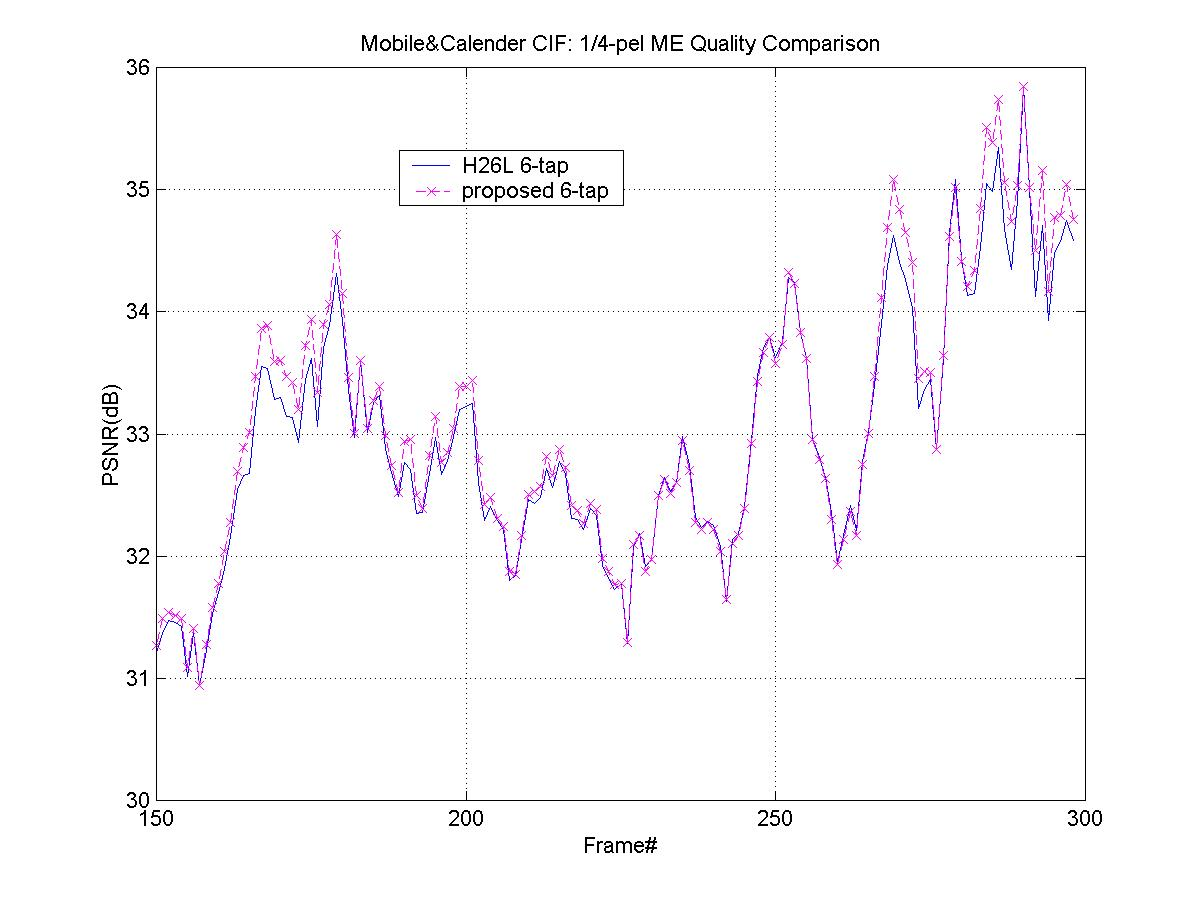 Mobile&Calender CIF: 1/4-pel ME Quality Comparison
36
H26L 6-tap
proposed 6-tap
35
34
33
PSNR(dB)
32
31
30
150 200 250 300
Frame#